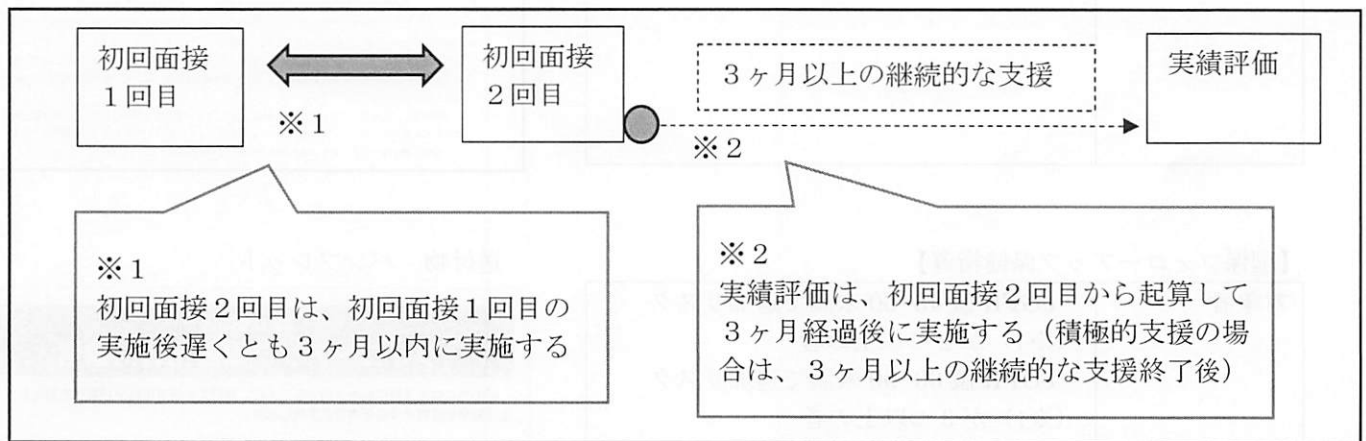 初回面接
１回目
※１
初回面接
２回目
３ヶ月以上の継続的な支援
※２
実績評価
※１
初回面接２回目は、初回面接１回目の
実施後遅くとも３ヶ月以内に実施する
※２
実績評価は、初回面接２回目から起算して
３ヶ月経過後に実施する（積極的支援の場
合は、３ヶ月以上の継続的な支援終了後）